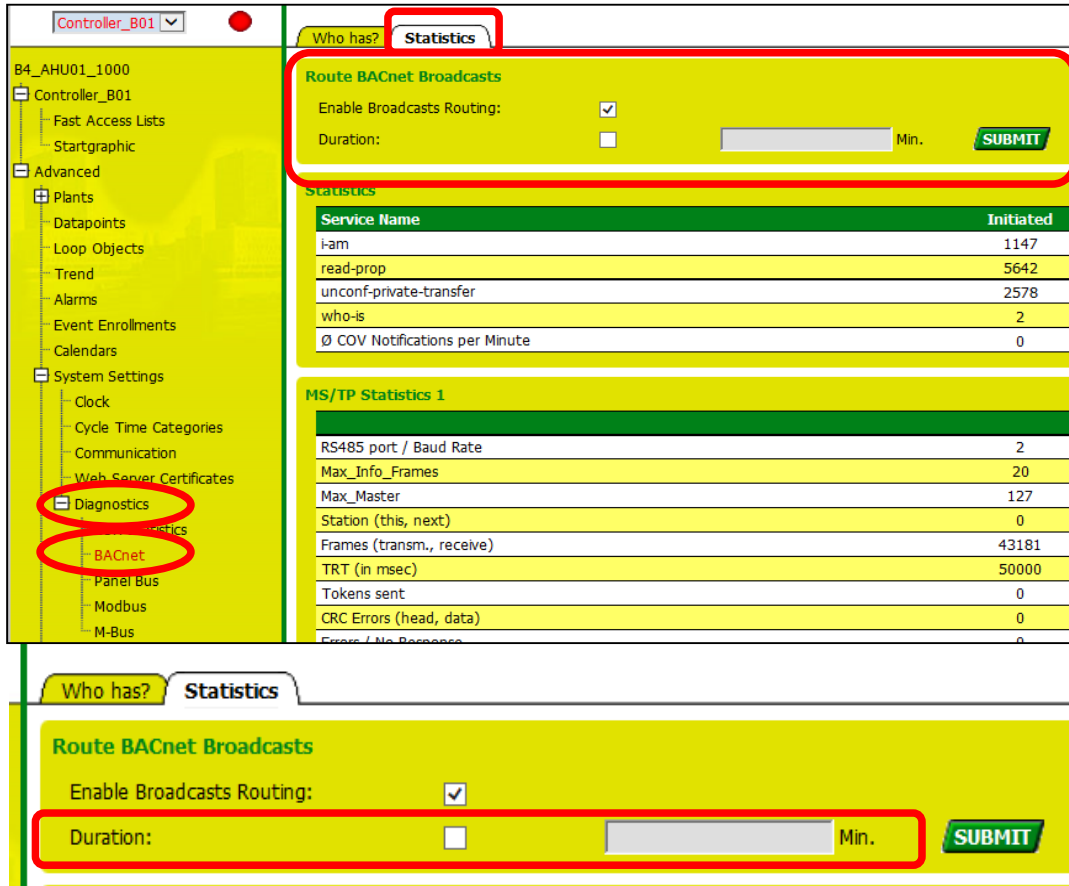 Controller_B01
B4_AHU01_1000
Controller_B01
Fast Access Lists
Startgraphic
Advanced
Plants
Datapoints
Loop Objects
Trend
Alarms
Event Enrollments
Calendars
System Settings
Clock
Cycle Time Categories
Communication
Web Server Certificates
Diagnostics
BACnet
Panel Bus
Modbus
M-Bus
Who has? Statistics
Route BACnet Broadcasts
Enable Broadcasts Routing:
Duration: Min. SUBMIT
Statistics
Service Name Initiated
i-am 1147
read-prop 5642
unconf-private-transfer 2578
who-is 2
Ø COV Notifications per Minute 0
MS/TP Statistics 1
RS485 port / Baud Rate 2
Max_Info_Frames 20
Max_Master 127
Station (this, next) 0
Frames (transm., receive) 43181
TRT (in msec) 50000
Tokens sent 0
CRC Errors (head, data) 0
Errors / No Response 0
Who has? Statistics
Route BACnet Broadcasts
Enable Broadcasts Routing:
Duration: Min. SUBMIT